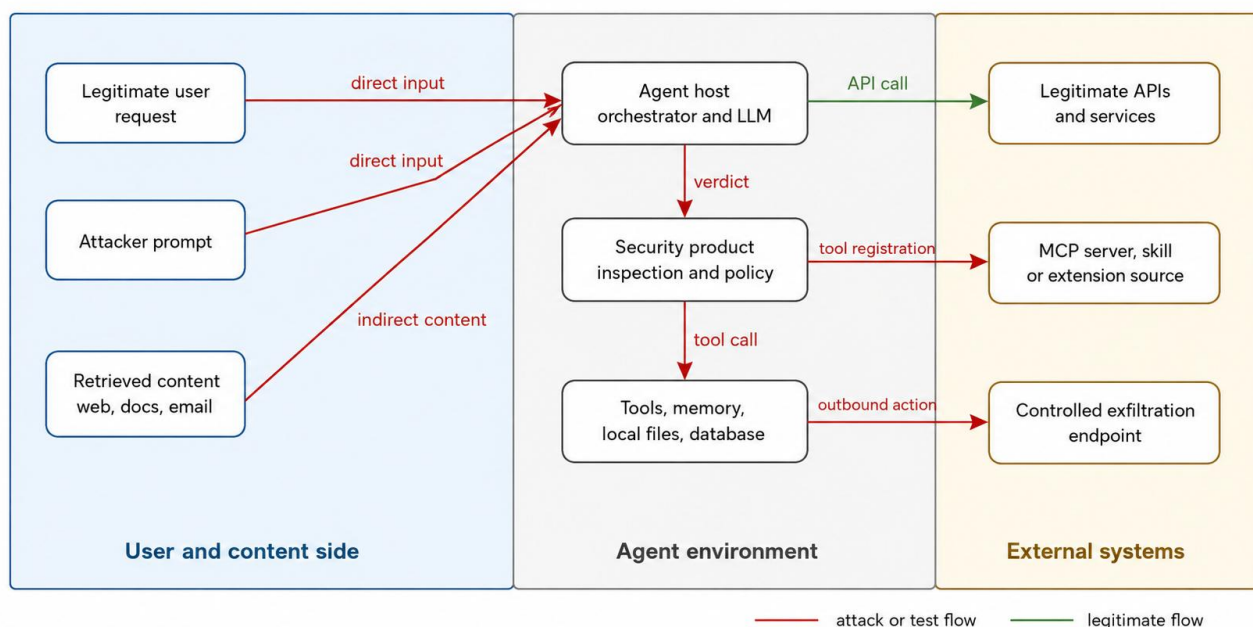 Legitimate user
request
direct input
Agent host
orchestrator and LLM
API call
Legitimate APIs
and services
direct input
verdict
Attacker prompt
Security product
inspection and policy
tool registration
MCP server, skill
or extension source
indirect content
tool call
Retrieved content
web, docs, email
Tools, memory,
local files, database
outbound action
Controlled exfiltration
endpoint
User and content side
Agent environment
External systems
attack or test flow
legitimate flow